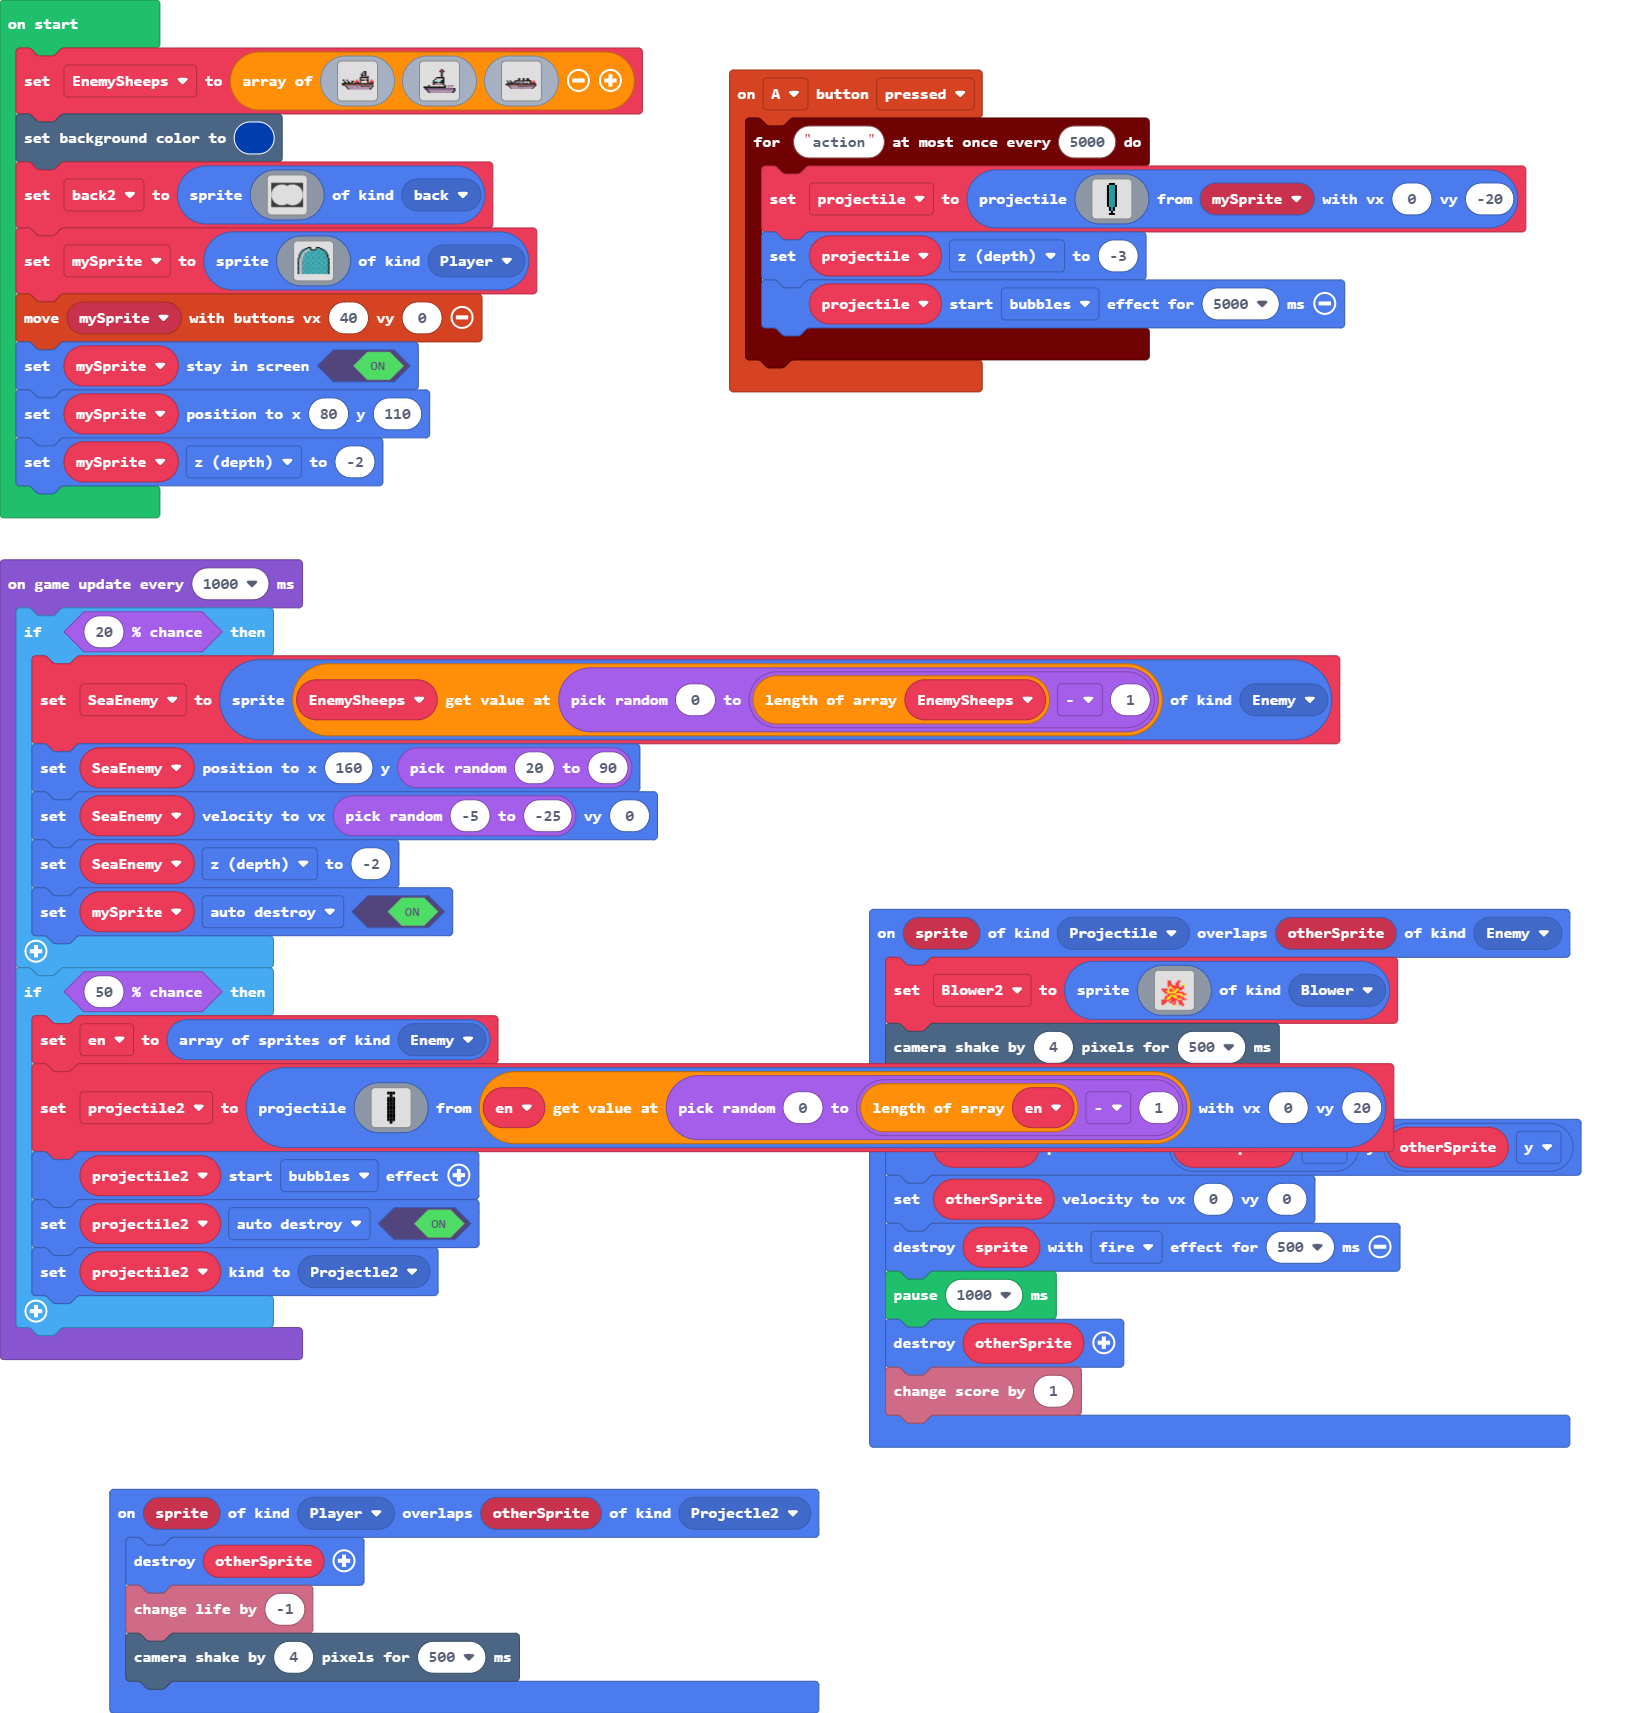 on start
set EnemySheeps to array of
set background color to
set back2 to sprite of kind back
set mySprite to sprite of kind Player
move mySprite with buttons vx 40 vy 0
set mySprite stay in screen ON
set mySprite position to x 80 y 110
set mySprite z (depth) to -2
on A button pressed
for "action" at most once every 5000 do
set projectile to projectile from mySprite with vx 0 vy -20
set projectile z (depth) to -3
projectile start bubbles effect for 5000 ms
on game update every 1000 ms
if 20 % chance then
set SeaEnemy to sprite EnemySheeps get value at pick random 0 to length of array EnemySheeps - 1 of kind Enemy
set SeaEnemy position to x 160 y pick random 20 to 90
set SeaEnemy velocity to vx pick random -5 to -25 vy 0
set SeaEnemy z (depth) to -2
set mySprite auto destroy ON
if 50 % chance then
set en to array of sprites of kind Enemy
set projectile2 to projectile from en get value at pick random 0 to length of array en - 1 with vx 0 vy 20
projectile2 start bubbles effect
set projectile2 auto destroy ON
set projectile2 kind to Projectle2
on sprite of kind Projectile overlaps otherSprite of kind Enemy
set Blower2 to sprite of kind Blower
camera shake by 4 pixels for 500 ms
otherSprite y
set otherSprite velocity to vx 0 vy 0
destroy sprite with fire effect for 500 ms
pause 1000 ms
destroy otherSprite
change score by 1
on sprite of kind Player overlaps otherSprite of kind Projectle2
destroy otherSprite
change life by -1
camera shake by 4 pixels for 500 ms